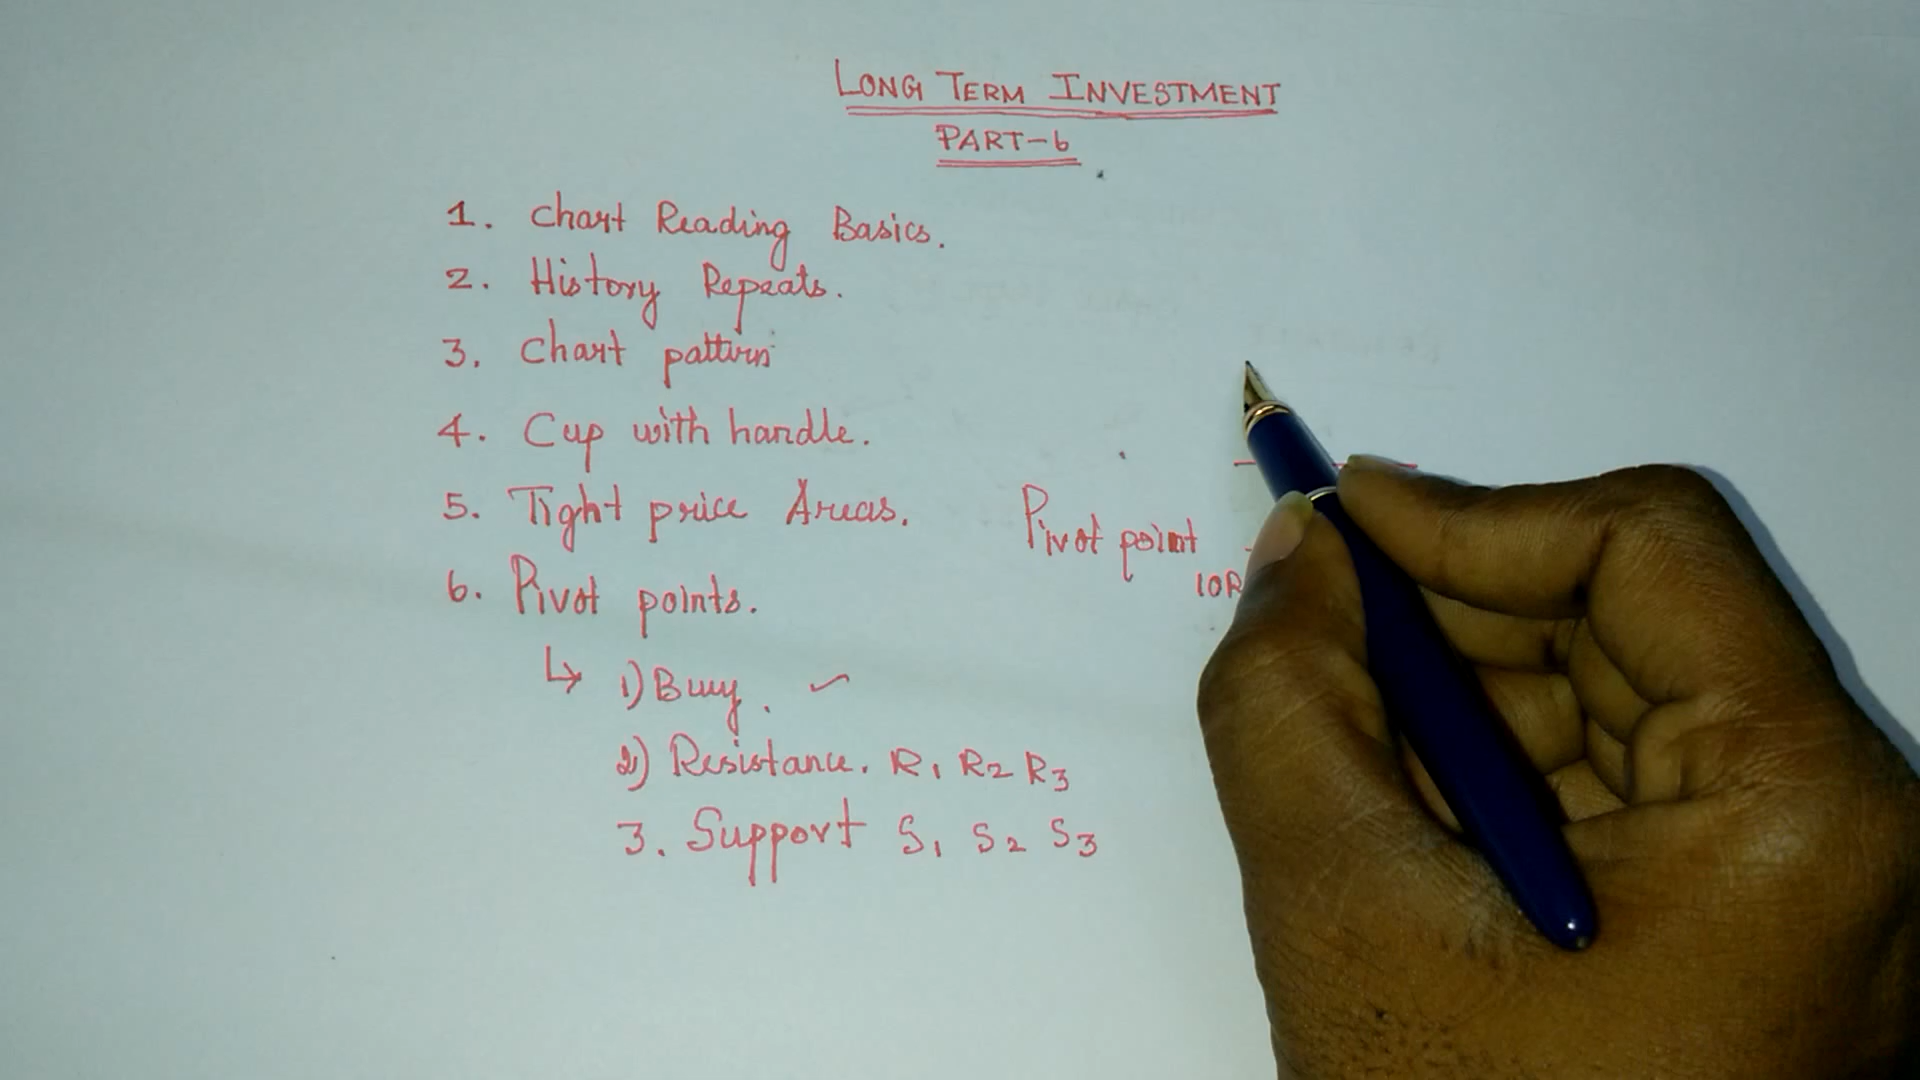 LONG TERM INVESTMENT
PART-6
1. Chart Reading Basics.
2. History Repeats.
3. Chart pattern
4. Cup with handle.
5. Tight price Areas.
6. Pivot points.
Pivot point
↳ 1) Buy. ✓
2) Resistance. R1 R2 R3
3. Support S1 S2 S3